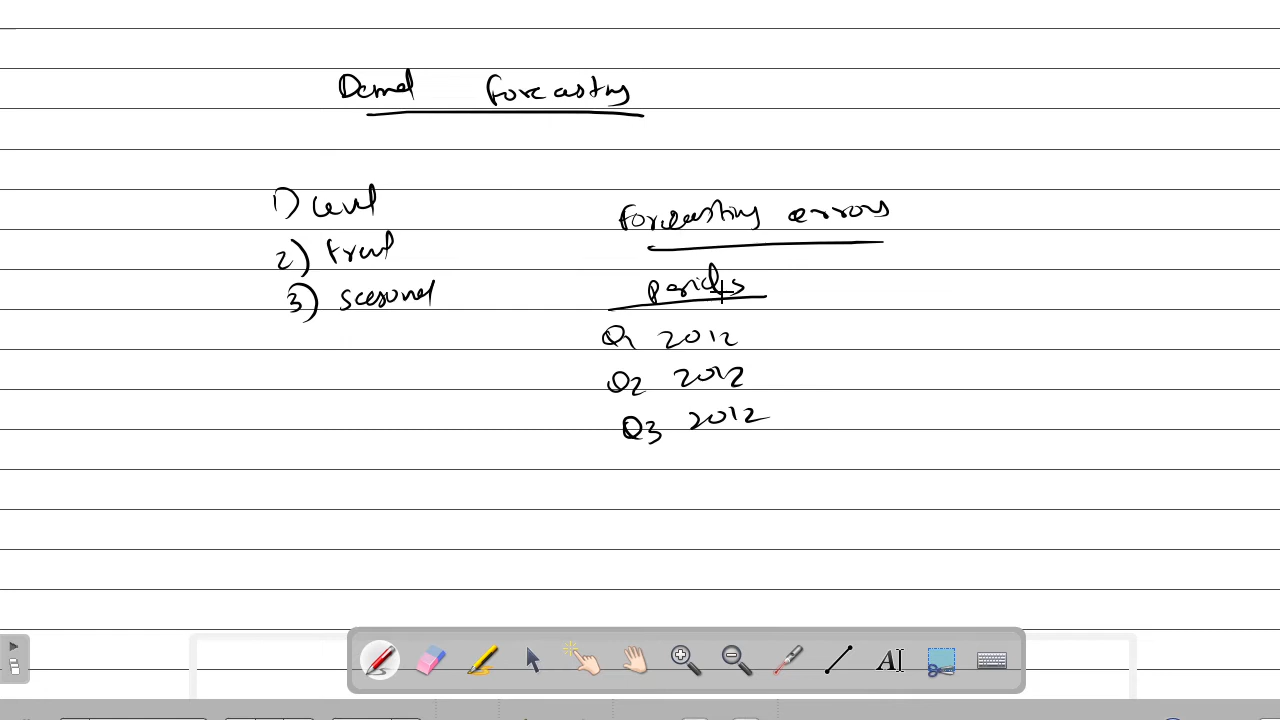 Demand Forecasting
1) Level
2) trend
3) seasonal
Forecasting errors
periods
Q1 2012
Q2 2012
Q3 2012